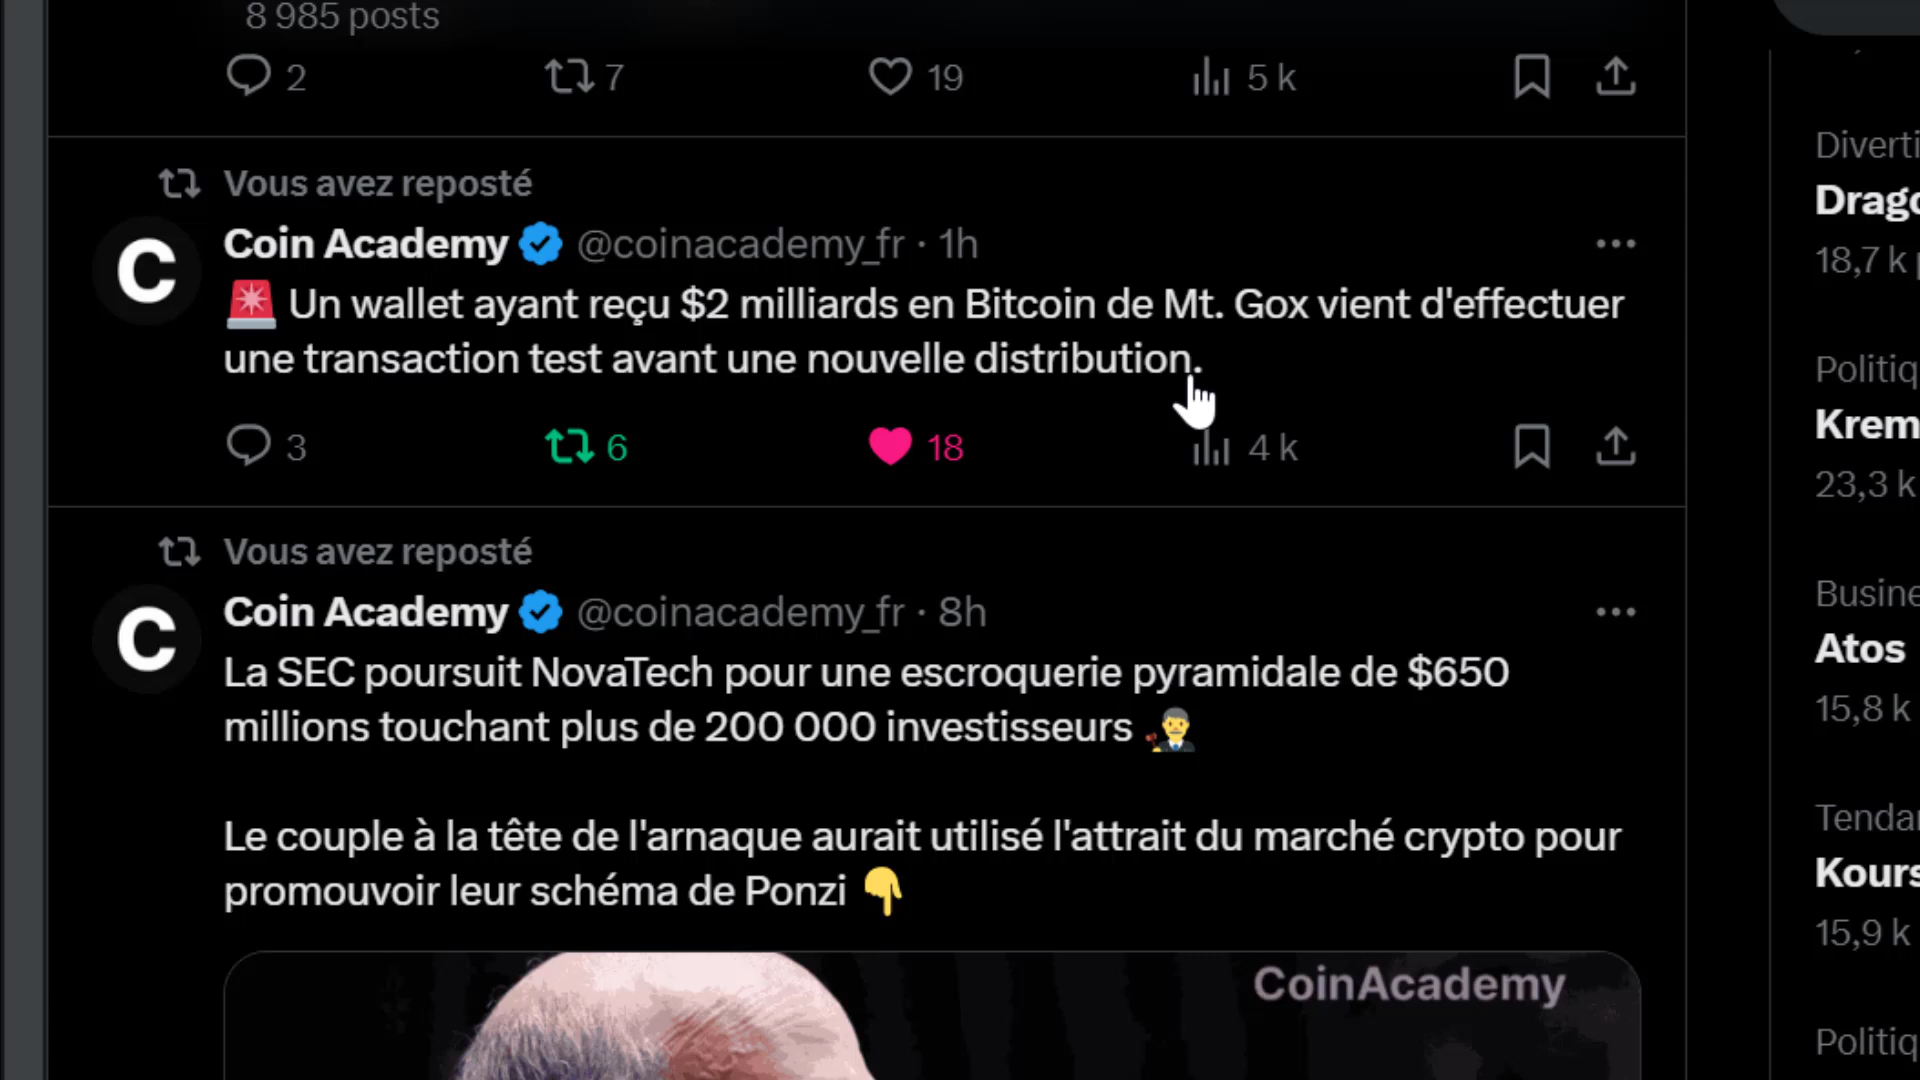 8 985 posts
2 7 19 5 k
Vous avez reposté
Coin Academy @coinacademy_fr · 1h
Un wallet ayant reçu $2 milliards en Bitcoin de Mt. Gox vient d'effectuer
une transaction test avant une nouvelle distribution.
3 6 18 4 k
Vous avez reposté
Coin Academy @coinacademy_fr · 8h
La SEC poursuit NovaTech pour une escroquerie pyramidale de $650
millions touchant plus de 200 000 investisseurs
Le couple à la tête de l'arnaque aurait utilisé l'attrait du marché crypto pour
promouvoir leur schéma de Ponzi
CoinAcademy
Diverti
Drago
18,7 k
Politiq
Krem
23,3 k
Busine
Atos
15,8 k
Tendan
Kours
15,9 k
Politiq